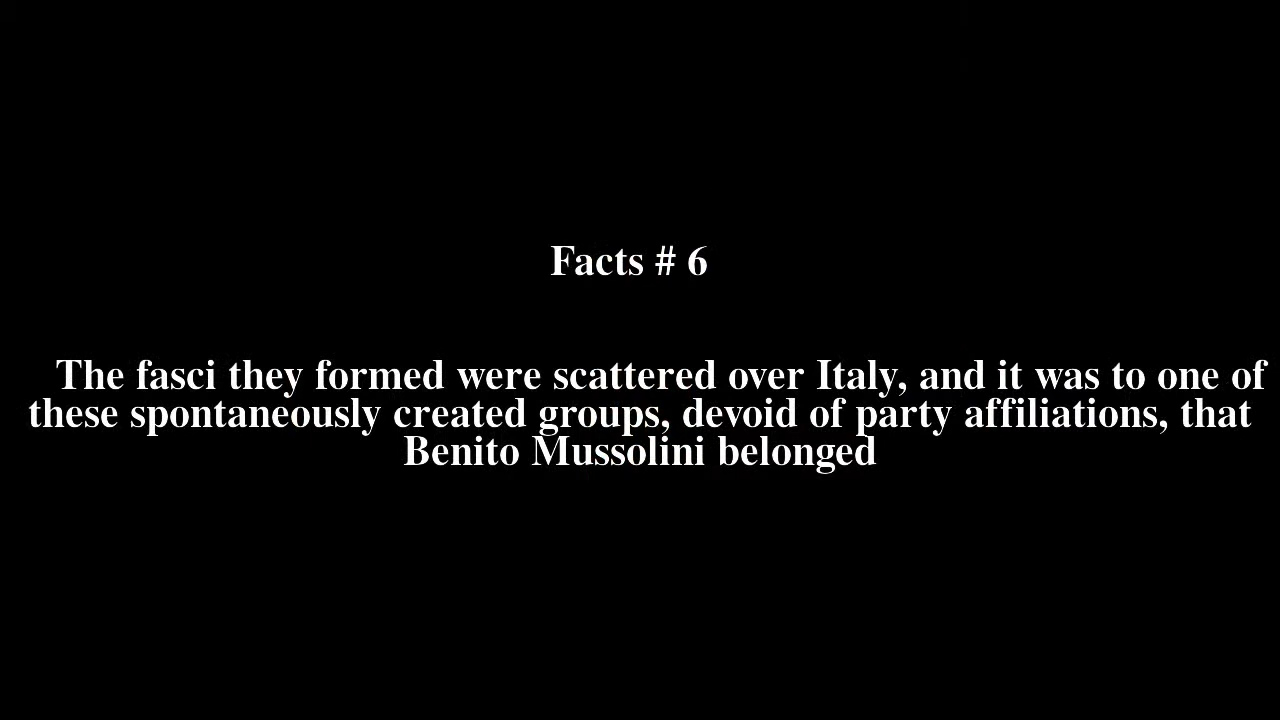 Facts # 6
The fasci they formed were scattered over Italy, and it was to one of
these spontaneously created groups, devoid of party affiliations, that
Benito Mussolini belonged